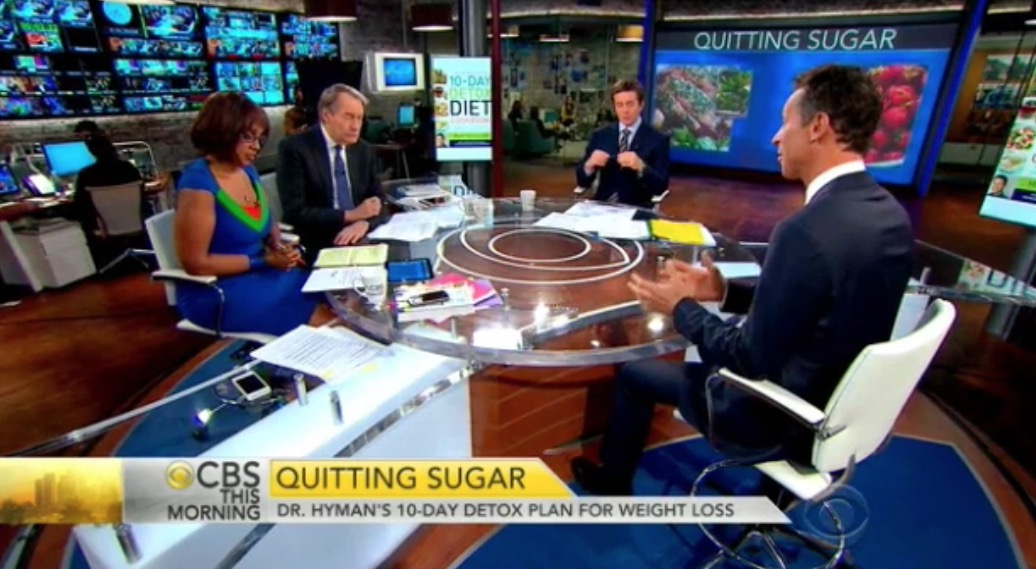 QUITTING SUGAR
10-DAY
DETOX
DIET
CBS
THIS
MORNING
QUITTING SUGAR
DR. HYMAN'S 10-DAY DETOX PLAN FOR WEIGHT LOSS